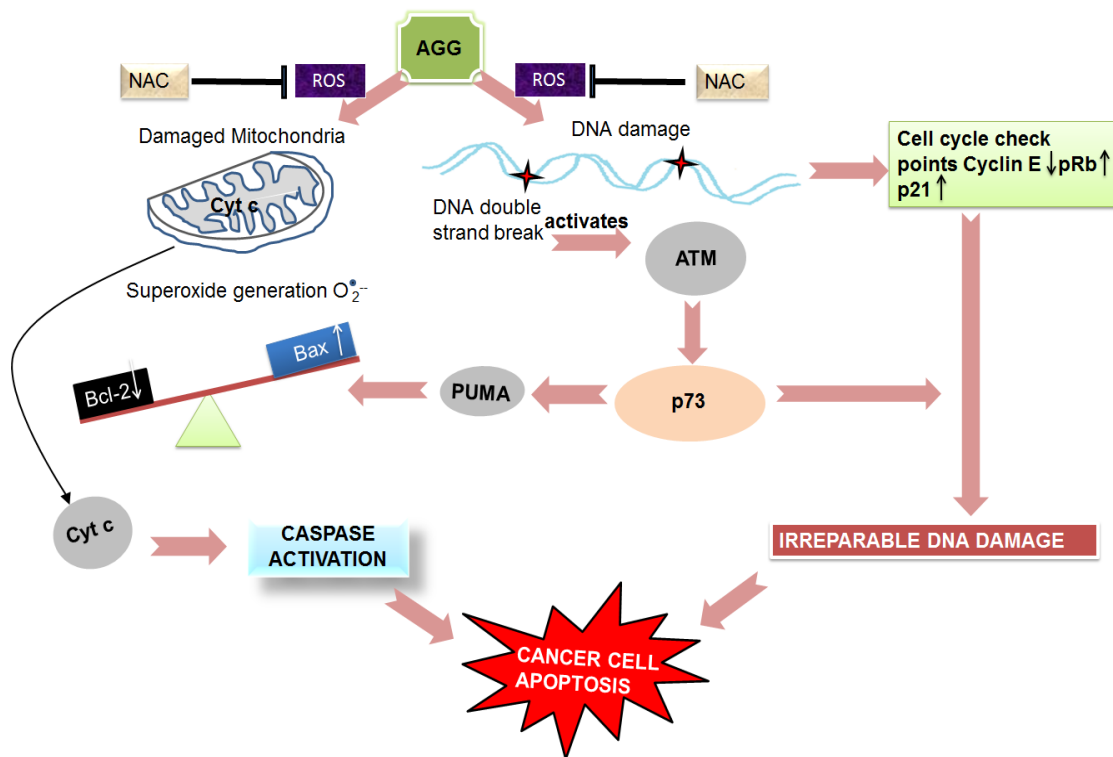 AGG
NAC
ROS
ROS
NAC
Damaged Mitochondria
DNA damage
Cell cycle check
points Cyclin E ↓pRb↑
p21 ↑
Cyt c
DNA double
strand break
activates
ATM
Superoxide generation O₂•--
Bcl-2↓
Bax ↑
PUMA
p73
Cyt c
CASPASE
ACTIVATION
IRREPARABLE DNA DAMAGE
CANCER CELL
APOPTOSIS